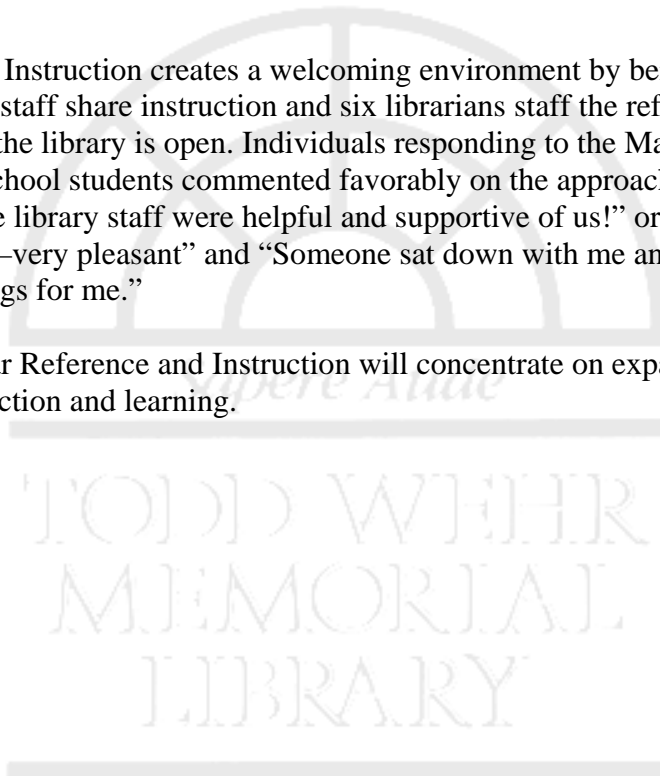 Instruction creates a welcoming environment by be
staff share instruction and six librarians staff the ref
the library is open. Individuals responding to the Ma
chool students commented favorably on the approach
e library staff were helpful and supportive of us!” or
–very pleasant” and “Someone sat down with me an
gs for me.”
r Reference and Instruction will concentrate on expa
Sapere Aude
ction and learning.
TODD WEHR
MEMORIAL
LIBRARY